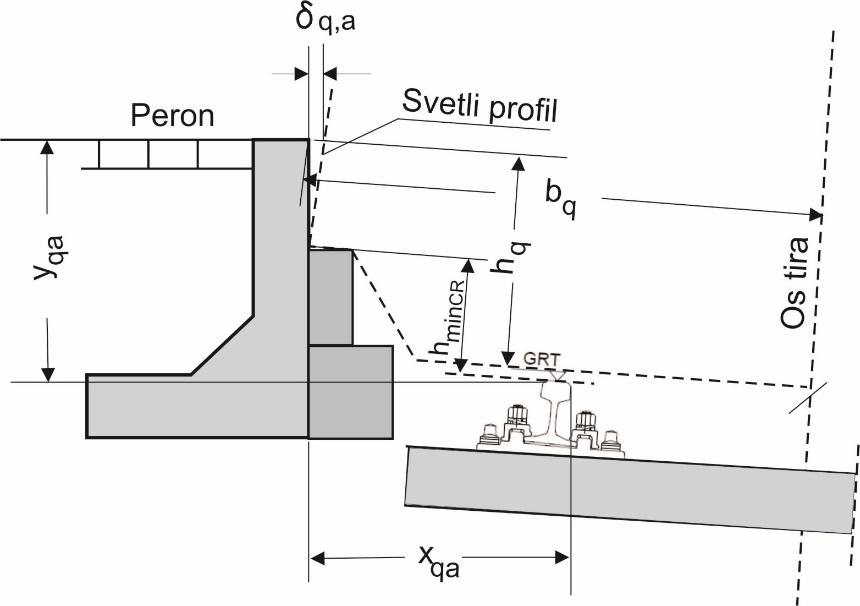 δq,a
Peron
Svetli profil
bq
yqa
hq
hminCR
Os tira
GRT
xqa